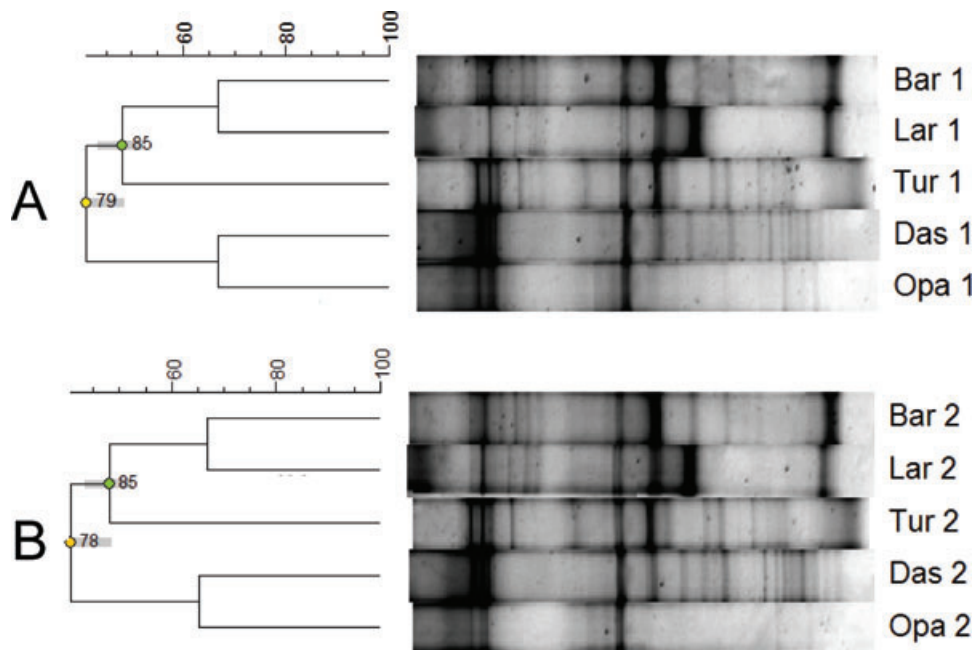 60 80 100
Bar 1
85
Lar 1
A
79
Tur 1
Das 1
Opa 1
60 80 100
Bar 2
85
Lar 2
B
78
Tur 2
Das 2
Opa 2